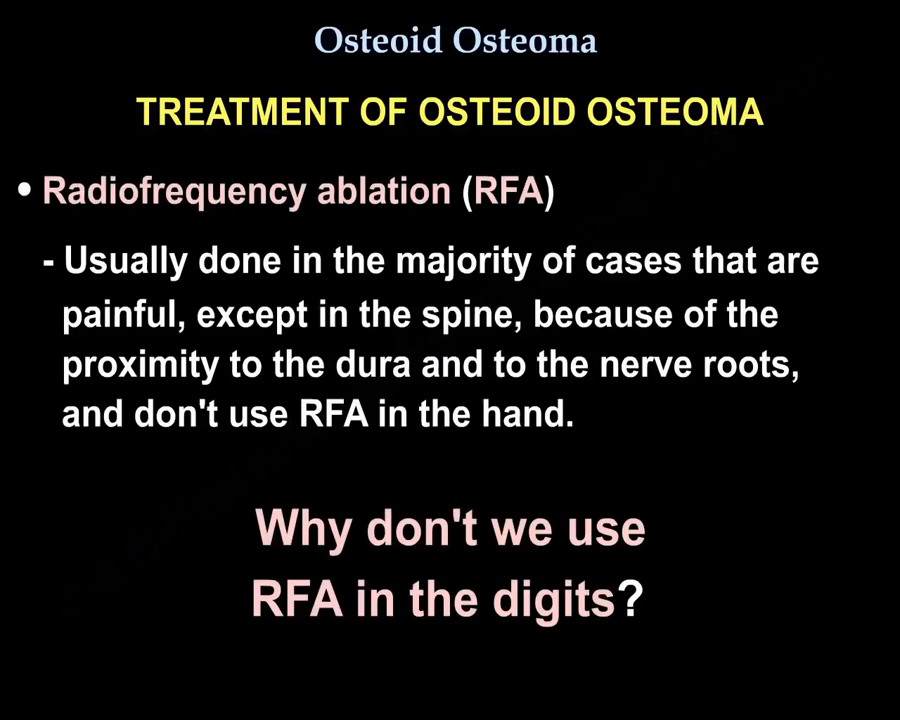 Osteoid Osteoma
TREATMENT OF OSTEOID OSTEOMA
• Radiofrequency ablation (RFA)
- Usually done in the majority of cases that are
painful, except in the spine, because of the
proximity to the dura and to the nerve roots,
and don't use RFA in the hand.
Why don't we use
RFA in the digits?